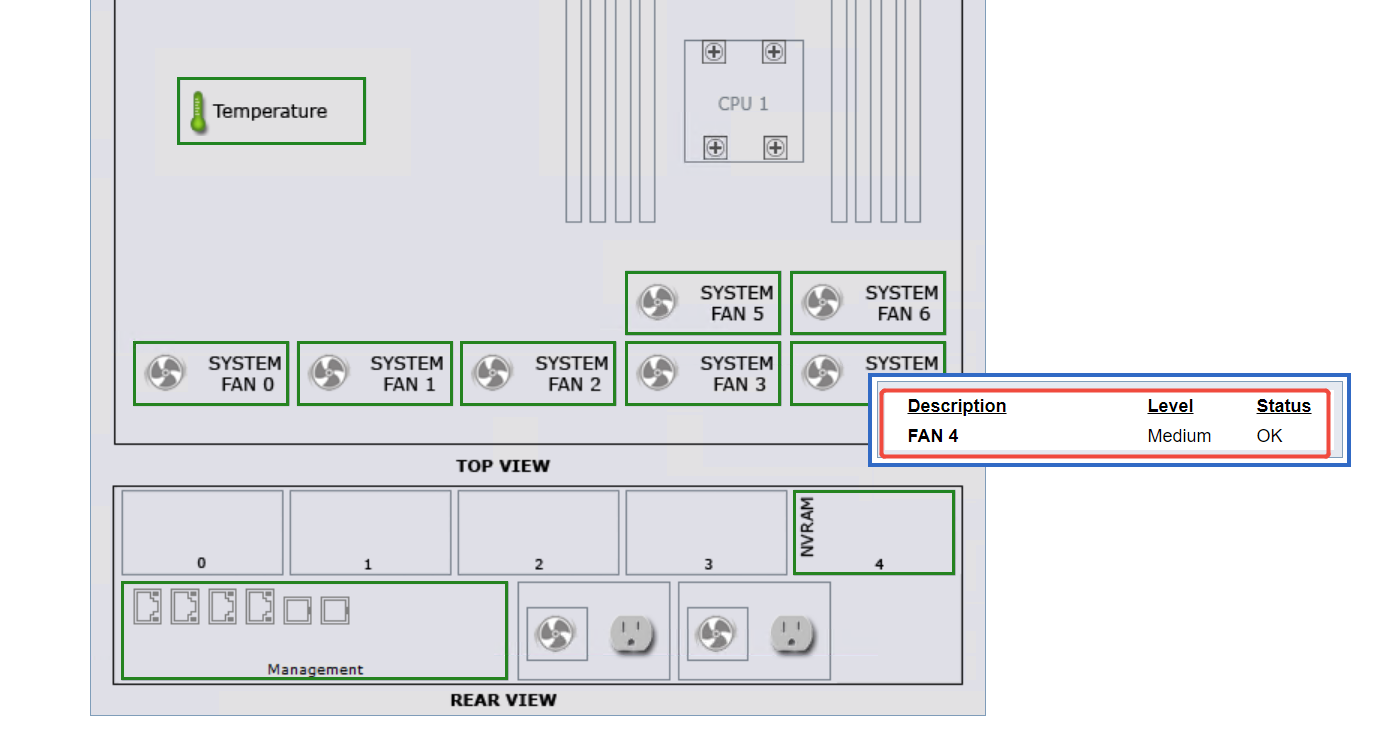 Temperature
CPU 1
SYSTEM
FAN 5
SYSTEM
FAN 6
SYSTEM
FAN 0
SYSTEM
FAN 1
SYSTEM
FAN 2
SYSTEM
FAN 3
SYSTEM
Description Level Status
FAN 4 Medium OK
TOP VIEW
NVRAM
0 1 2 3 4
Management
REAR VIEW